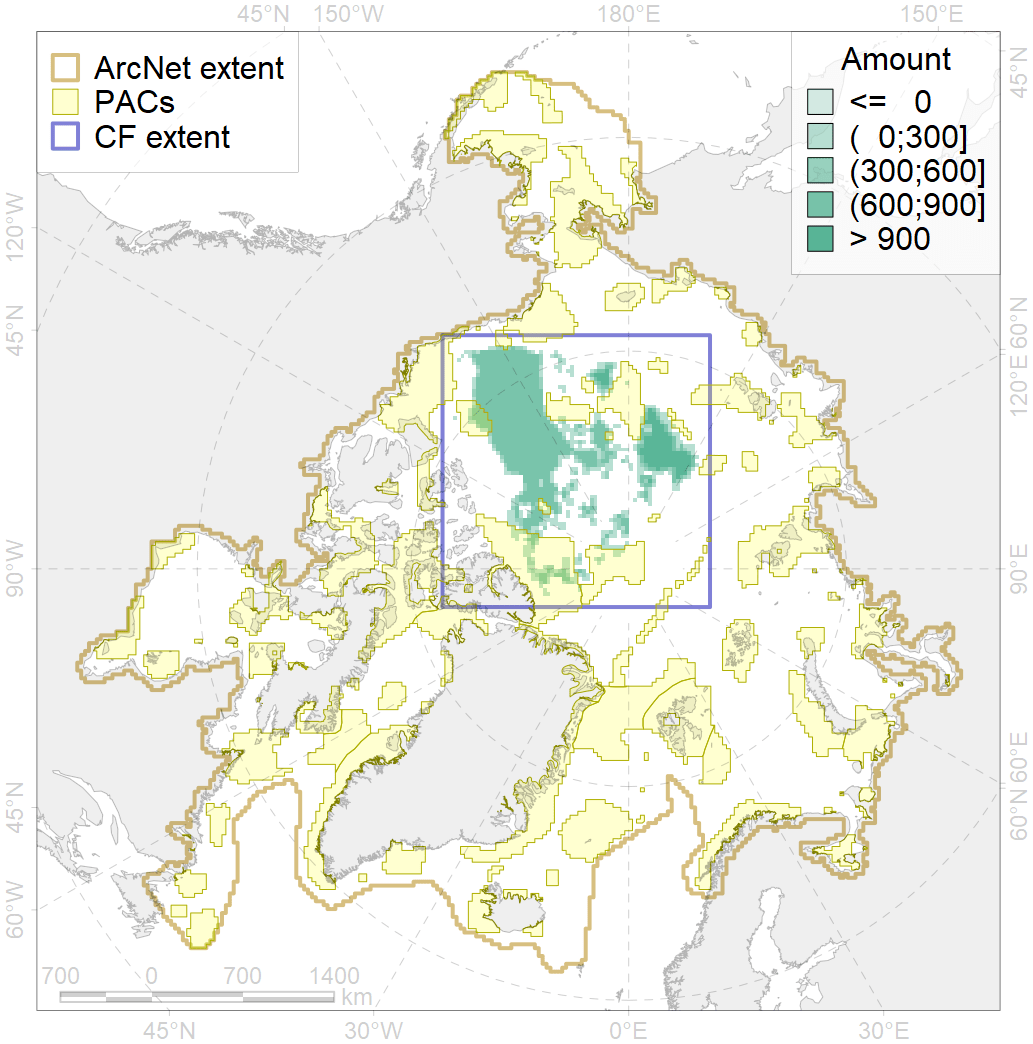 45°N 150°W 180°E 150°E
ArcNet extent
PACs
CF extent
Amount
<= 0
( 0;300]
(300;600]
(600;900]
> 900
45°N
120°W
45°N
90°W
45°N
60°W
60°N
120°E
90°E
60°E
60°N
700 0 700 1400
km
45°N 30°W 0°E 30°E